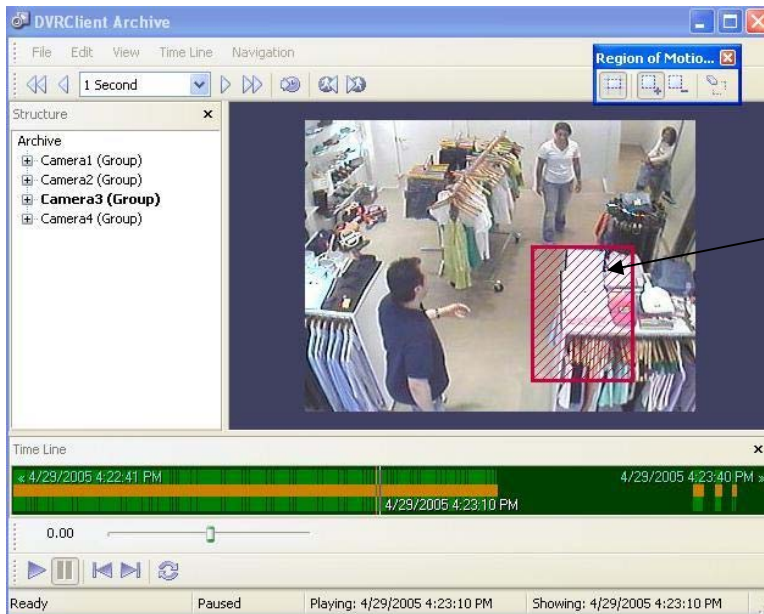 DVRClient Archive
File Edit View Time Line Navigation
Region of Motio...
1 Second
Structure
Archive
Camera1 (Group)
Camera2 (Group)
Camera3 (Group)
Camera4 (Group)
Time Line
« 4/29/2005 4:22:41 PM 4/29/2005 4:23:40 PM »
4/29/2005 4:23:10 PM
0.00
Ready Paused Playing: 4/29/2005 4:23:10 PM Showing: 4/29/2005 4:23:10 PM